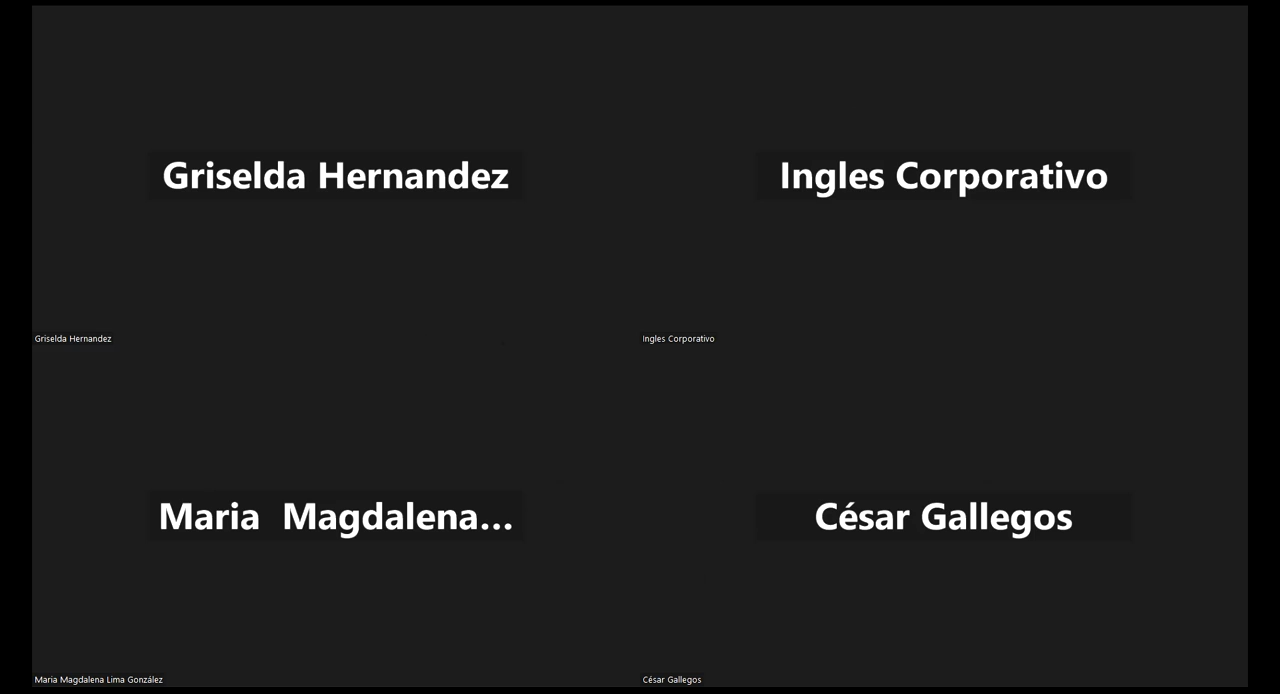 Griselda Hernandez
Ingles Corporativo
Griselda Hernandez
Ingles Corporativo
Maria  Magdalena...
César Gallegos
Maria Magdalena Lima González
César Gallegos